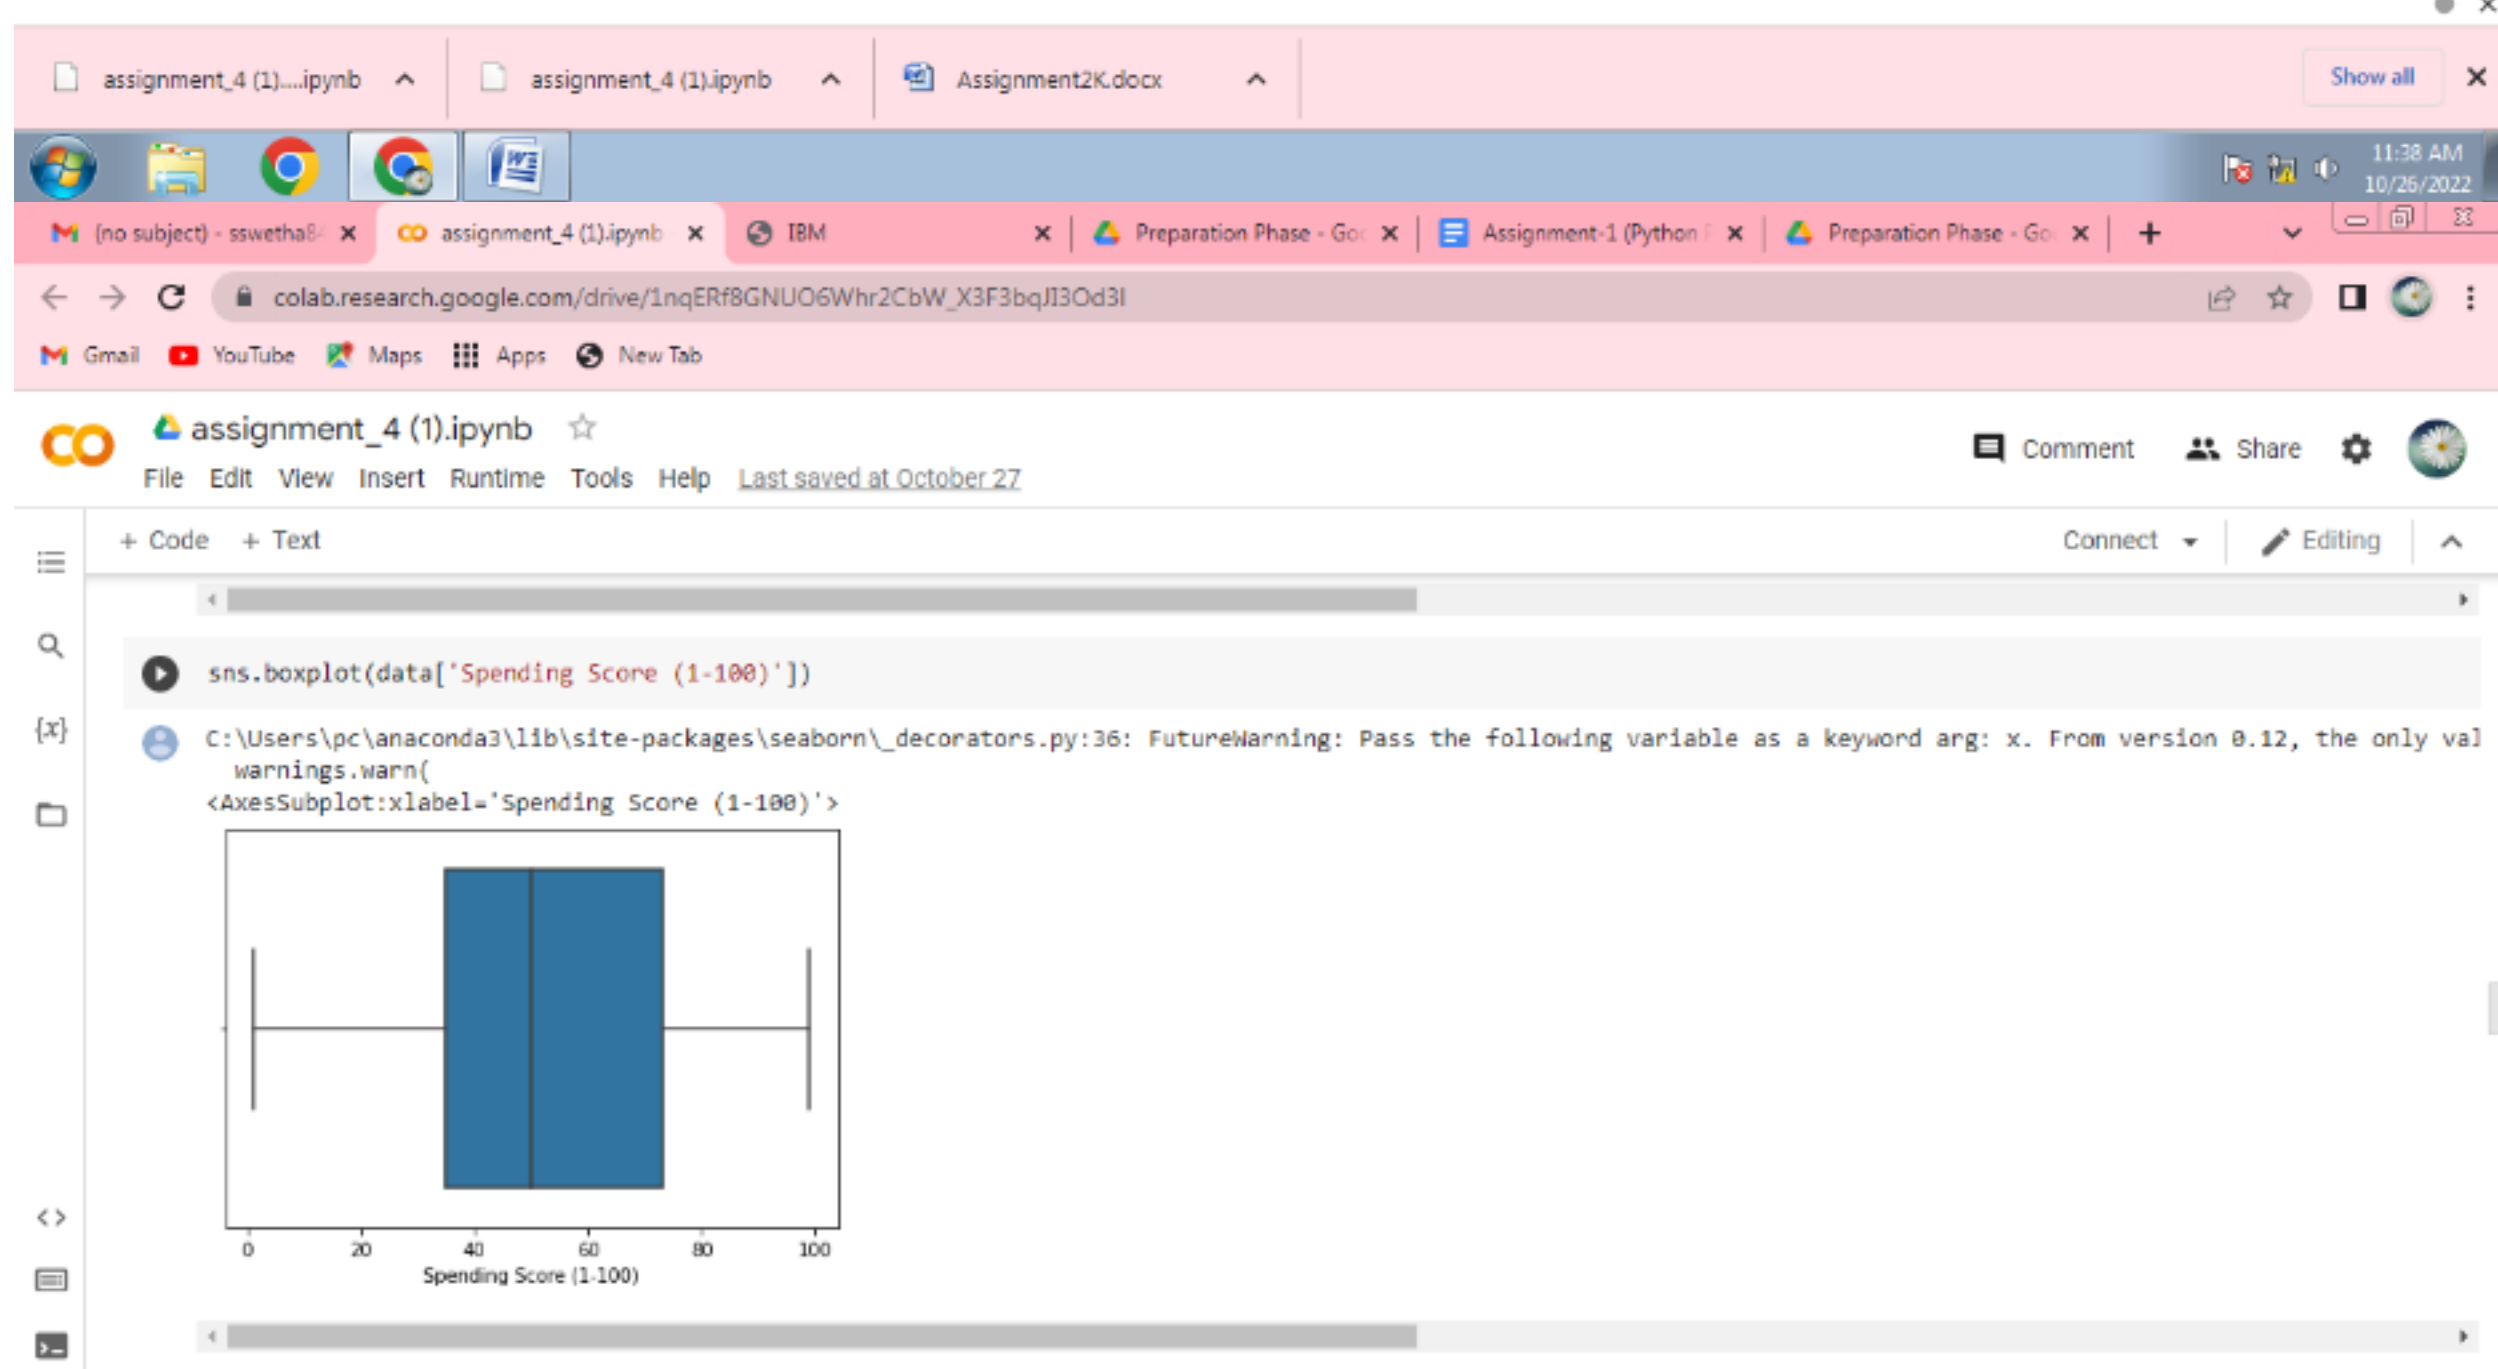 assignment_4 (1)....ipynb assignment_4 (1).ipynb Assignment2K.docx Show all
11:38 AM
10/26/2022
(no subject) - sswetha84 assignment_4 (1).ipynb IBM Preparation Phase - Goo Assignment-1 (Python Preparation Phase - Go
colab.research.google.com/drive/1nqERf8GNUO6Whr2CbW_X3F3bqJI3Od3l
Gmail YouTube Maps Apps New Tab
assignment_4 (1).ipynb
File Edit View Insert Runtime Tools Help Last saved at October 27
Comment Share
+ Code + Text Connect Editing
sns.boxplot(data['Spending Score (1-100)'])
{x}
C:\Users\pc\anaconda3\lib\site-packages\seaborn\_decorators.py:36: FutureWarning: Pass the following variable as a keyword arg: x. From version 0.12, the only val
warnings.warn(
<AxesSubplot:xlabel='Spending Score (1-100)'>
0 20 40 60 80 100
Spending Score (1-100)